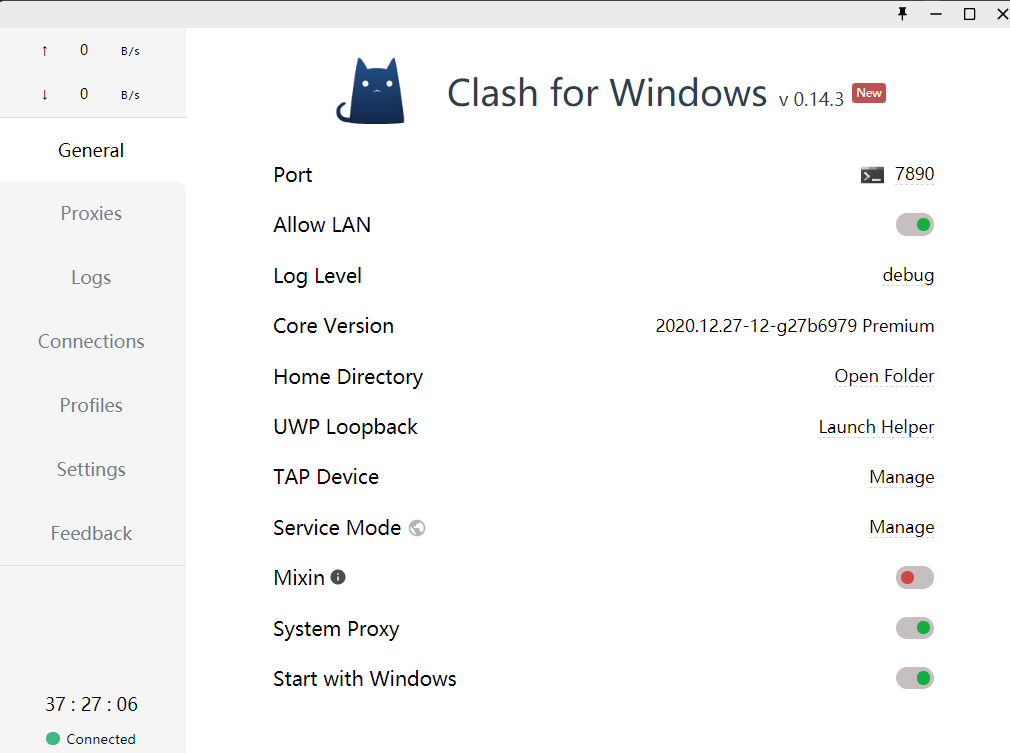 ↑ 0 B/s
↓ 0 B/s
General
Proxies
Logs
Connections
Profiles
Settings
Feedback
37 : 27 : 06
Connected
Clash for Windows v 0.14.3 New
Port 7890
Allow LAN
Log Level debug
Core Version 2020.12.27-12-g27b6979 Premium
Home Directory Open Folder
UWP Loopback Launch Helper
TAP Device Manage
Service Mode Manage
Mixin
System Proxy
Start with Windows